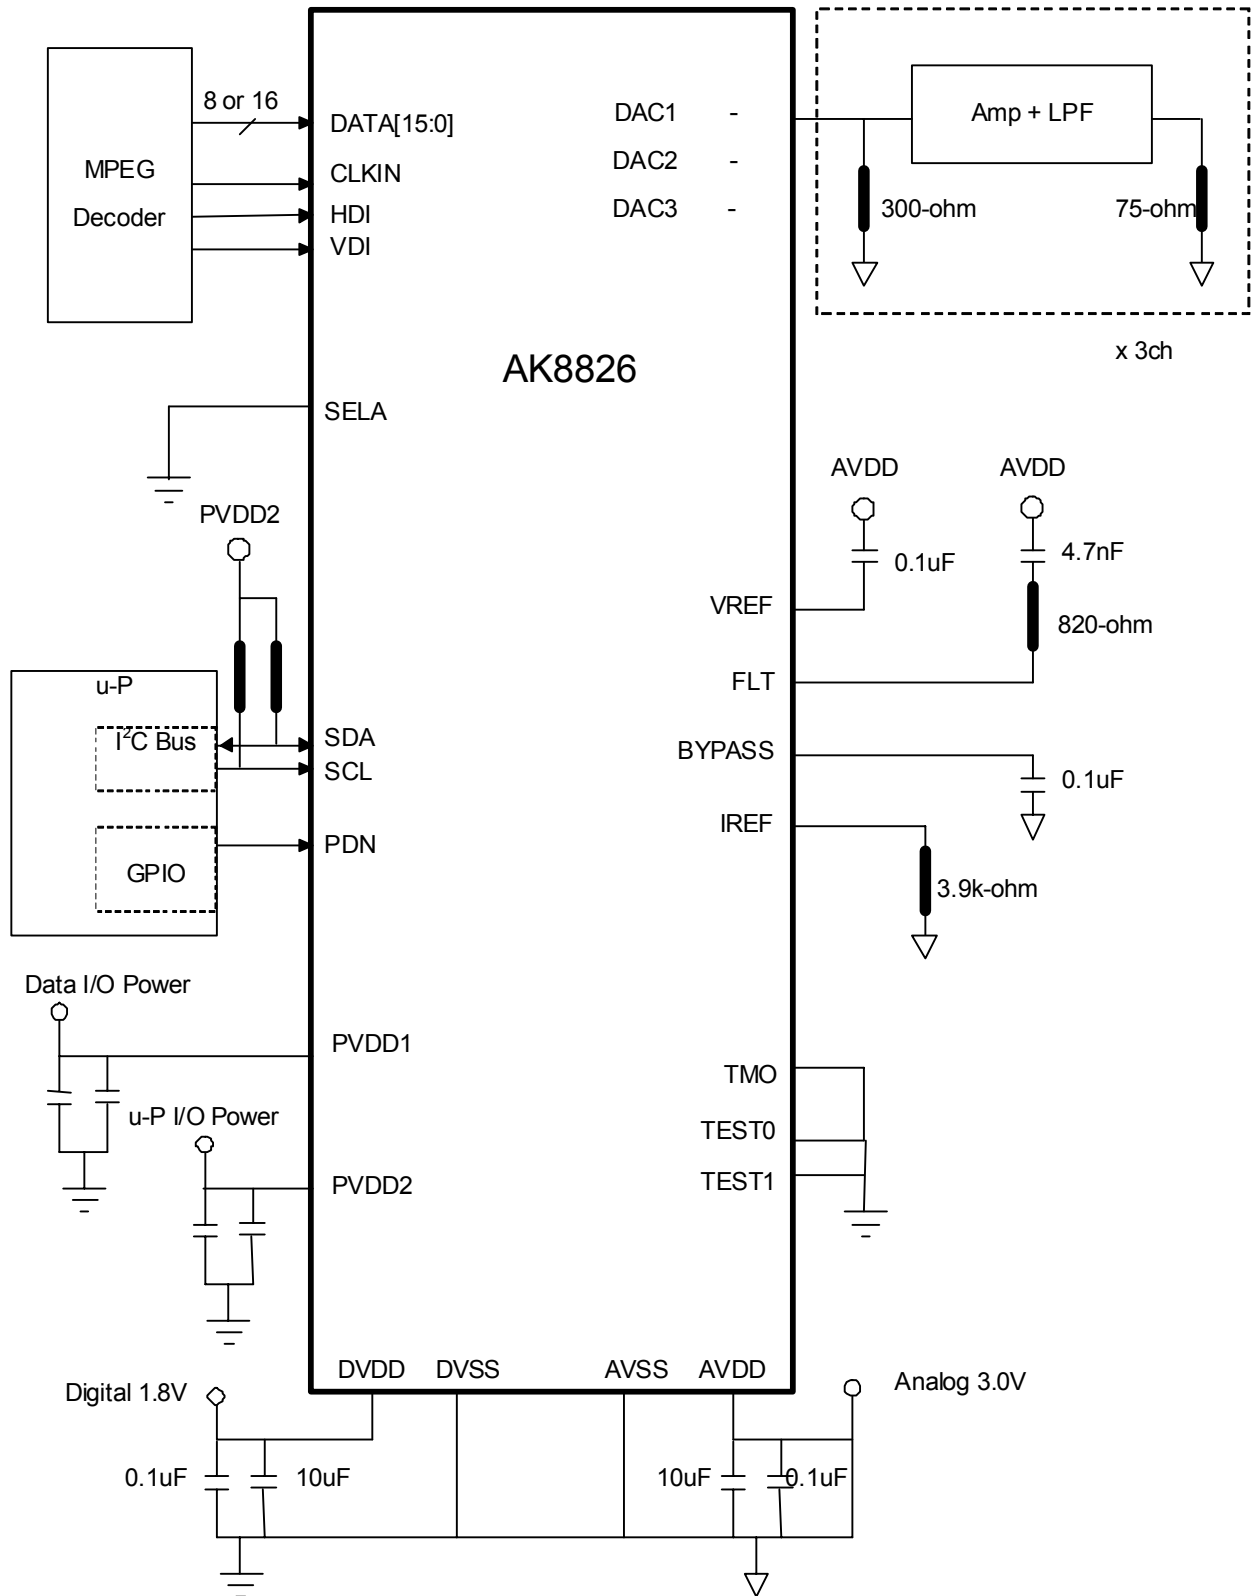 8 or 16
MPEG
Decoder
DATA[15:0]
CLKIN
HDI
VDI
DAC1 -
DAC2 -
DAC3 -
Amp + LPF
300-ohm
75-ohm
x 3ch
AK8826
SELA
PVDD2
AVDD
AVDD
0.1uF
4.7nF
820-ohm
VREF
FLT
u-P
I²C Bus
SDA
SCL
BYPASS
0.1uF
IREF
GPIO
PDN
3.9k-ohm
Data I/O Power
PVDD1
TMO
u-P I/O Power
TEST0
TEST1
PVDD2
DVDD
DVSS
AVSS
AVDD
Digital 1.8V
Analog 3.0V
0.1uF
10uF
10uF
0.1uF